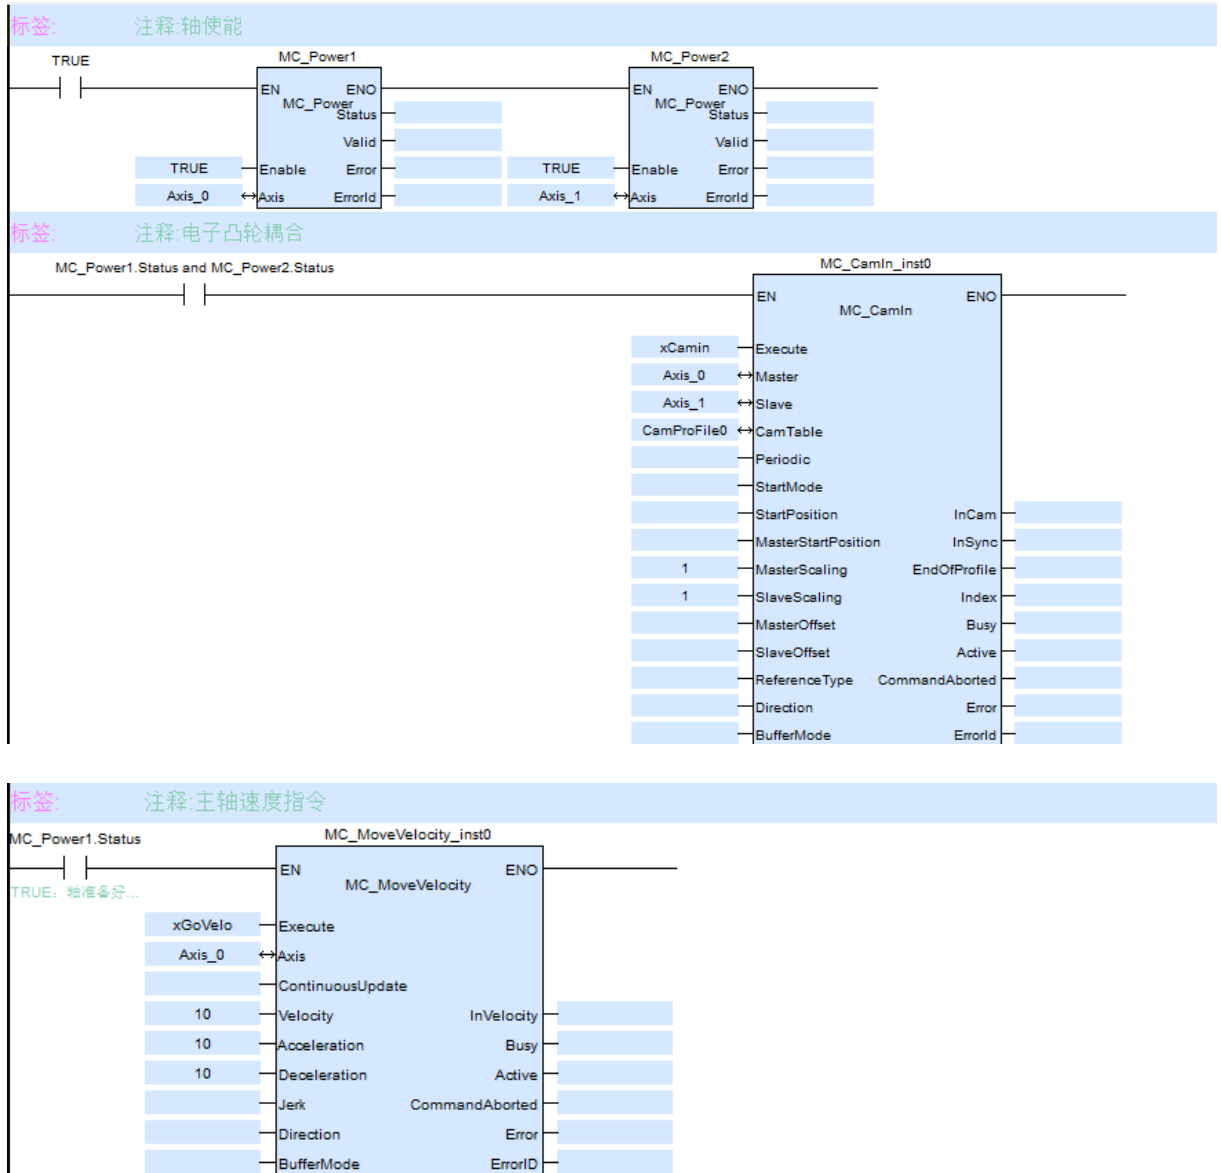 标签: 注释:轴使能
TRUE MC_Power1 MC_Power2
EN ENO EN ENO
MC_Power MC_Power
Status Status
Valid Valid
TRUE Enable Error TRUE Enable Error
Axis_0 Axis ErrorId Axis_1 Axis ErrorId
标签: 注释:电子凸轮耦合
MC_Power1.Status and MC_Power2.Status MC_CamIn_inst0
EN ENO
MC_CamIn
xCamin Execute
Axis_0 Master
Axis_1 Slave
CamProFile0 CamTable
Periodic
StartMode
StartPosition InCam
MasterStartPosition InSync
1 MasterScaling EndOfProfile
1 SlaveScaling Index
MasterOffset Busy
SlaveOffset Active
ReferenceType CommandAborted
Direction Error
BufferMode ErrorId
标签: 注释:主轴速度指令
MC_Power1.Status MC_MoveVelocity_inst0
EN ENO
MC_MoveVelocity
TRUE：轴准备好...
xGoVelo Execute
Axis_0 Axis
ContinuousUpdate
10 Velocity InVelocity
10 Acceleration Busy
10 Deceleration Active
Jerk CommandAborted
Direction Error
BufferMode ErrorID